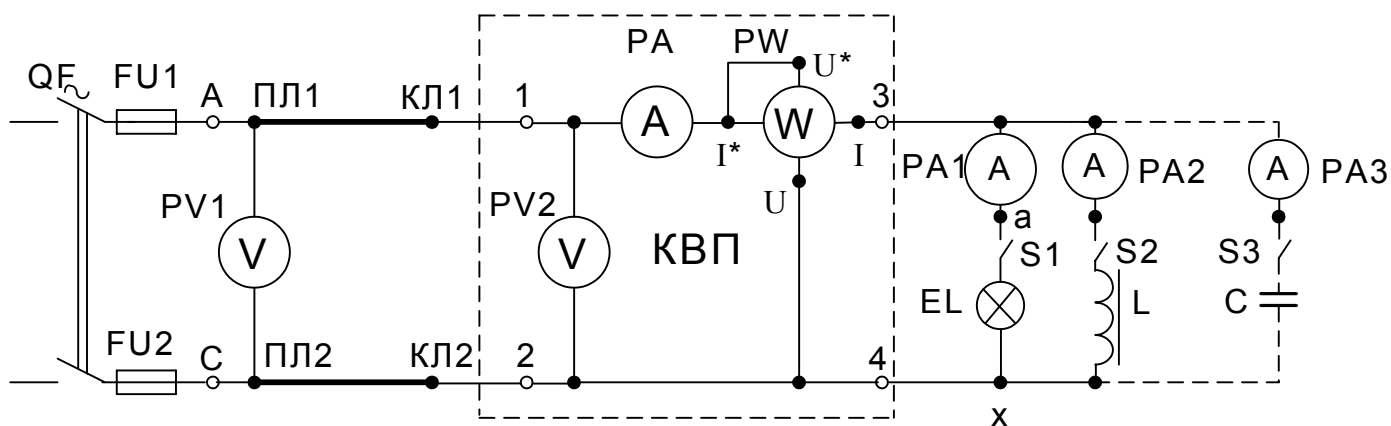 PA PW
QF FU1 A ПЛ1 КЛ1 1 U* 3
~
A W
I* I
PA1 A A PA2 A PA3
PV1 PV2 U
a
V V КВП S1 S2 S3
EL L C
FU2 C ПЛ2 КЛ2 2 4
x